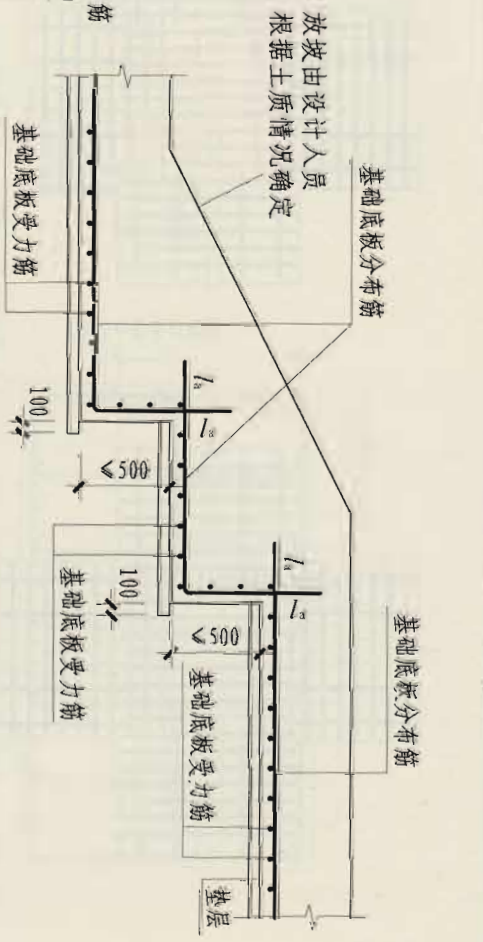 基础底板分布筋
基础底板分布筋
放坡由设计人员
根据土质情况确定
la
la
≤500
基础底板受力筋
垫层
la
la
100
≤500
基础底板受力筋
筋
100
基础底板受力筋